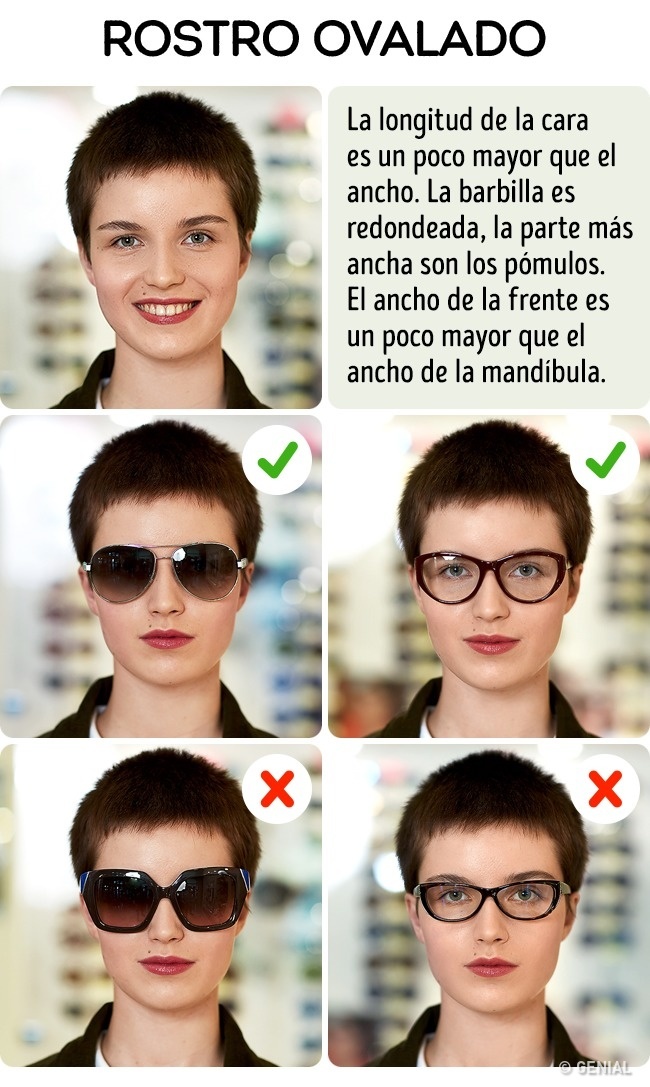 ROSTRO OVALADO
La longitud de la cara
es un poco mayor que el
ancho. La barbilla es
redondeada, la parte más
ancha son los pómulos.
El ancho de la frente es
un poco mayor que el
ancho de la mandíbula.
© GENIAL